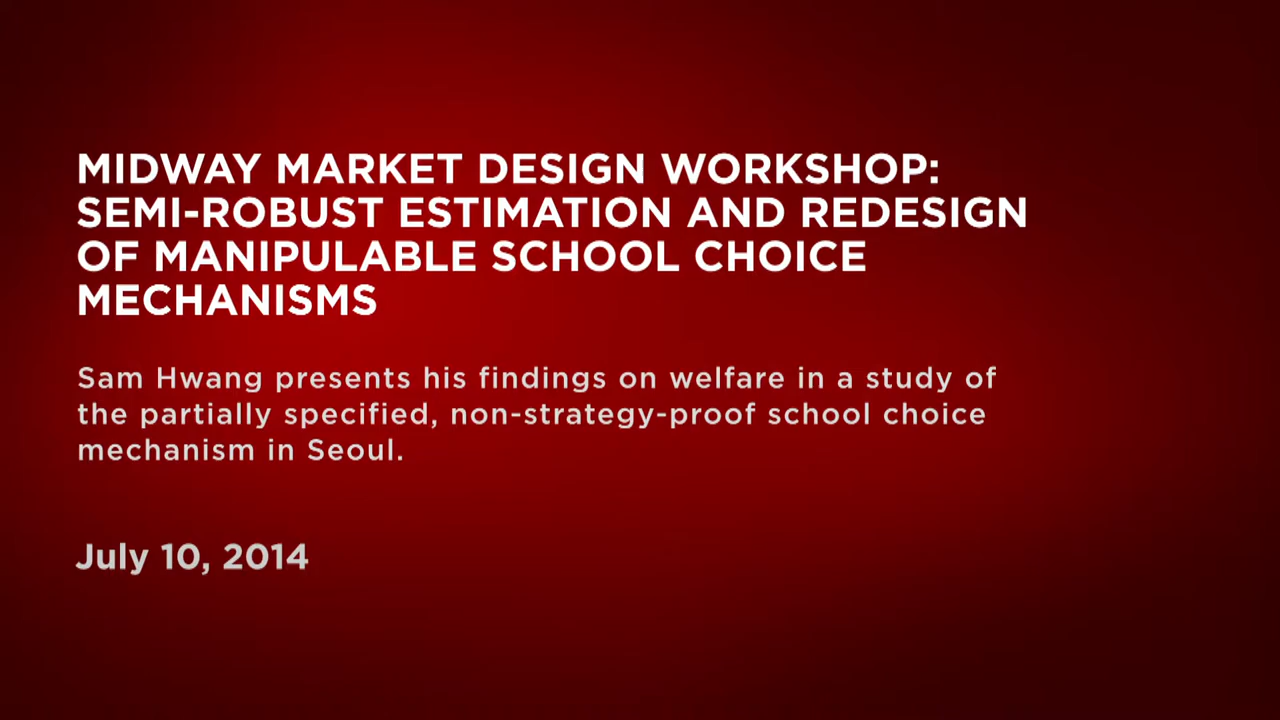 MIDWAY MARKET DESIGN WORKSHOP:
SEMI-ROBUST ESTIMATION AND REDESIGN
OF MANIPULABLE SCHOOL CHOICE
MECHANISMS
Sam Hwang presents his findings on welfare in a study of
the partially specified, non-strategy-proof school choice
mechanism in Seoul.
July 10, 2014